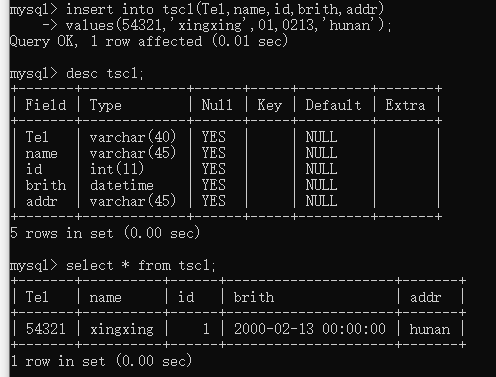 mysql> insert into tsc1(Tel,name,id,brith,addr)
    -> values(54321,'xingxing',01,0213,'hunan');
Query OK, 1 row affected (0.01 sec)
mysql> desc tsc1;
+-------+-------------+------+-----+---------+-------+
| Field | Type        | Null | Key | Default | Extra |
+-------+-------------+------+-----+---------+-------+
| Tel   | varchar(40) | YES  |     | NULL    |       |
| name  | varchar(45) | YES  |     | NULL    |       |
| id    | int(11)     | YES  |     | NULL    |       |
| brith | datetime    | YES  |     | NULL    |       |
| addr  | varchar(45) | YES  |     | NULL    |       |
+-------+-------------+------+-----+---------+-------+
5 rows in set (0.00 sec)
mysql> select * from tsc1;
+-------+----------+------+---------------------+-------+
| Tel   | name     | id   | brith               | addr  |
+-------+----------+------+---------------------+-------+
| 54321 | xingxing |    1 | 2000-02-13 00:00:00 | hunan |
+-------+----------+------+---------------------+-------+
1 row in set (0.00 sec)